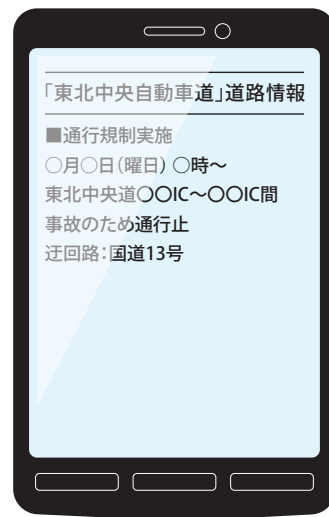 「東北中央自動車道」道路情報
■通行規制実施
○月○日(曜日) ○時～
東北中央道○○IC～○○IC間
事故のため通行止
迂回路：国道13号